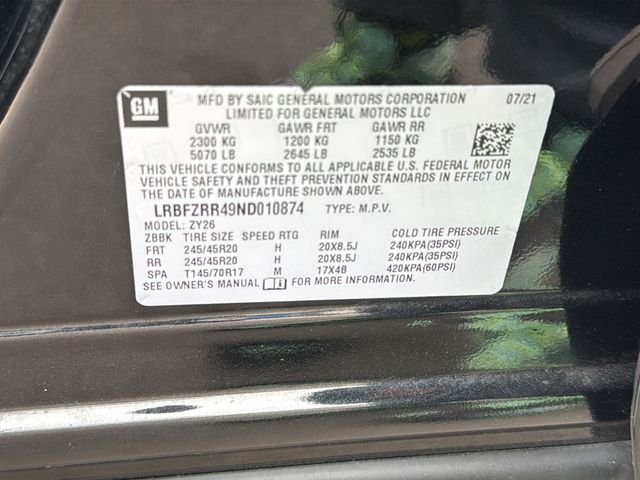 GM
MFD BY SAIC GENERAL MOTORS CORPORATION 07/21
LIMITED FOR GENERAL MOTORS LLC
GVWR GAWR FRT GAWR RR
2300 KG 1200 KG 1150 KG
5070 LB 2645 LB 2535 LB
THIS VEHICLE CONFORMS TO ALL APPLICABLE U.S. FEDERAL MOTOR
VEHICLE SAFETY AND THEFT PREVENTION STANDARDS IN EFFECT ON
THE DATE OF MANUFACTURE SHOWN ABOVE.
LRBFZRR49ND010874 TYPE: M.P.V.
MODEL: ZY26
ZBBK TIRE SIZE SPEED RTG RIM COLD TIRE PRESSURE
FRT 245/45R20 H 20X8.5J 240KPA(35PSI)
RR 245/45R20 H 20X8.5J 240KPA(35PSI)
SPA T145/70R17 M 17X4B 420KPA(60PSI)
SEE OWNER'S MANUAL FOR MORE INFORMATION.